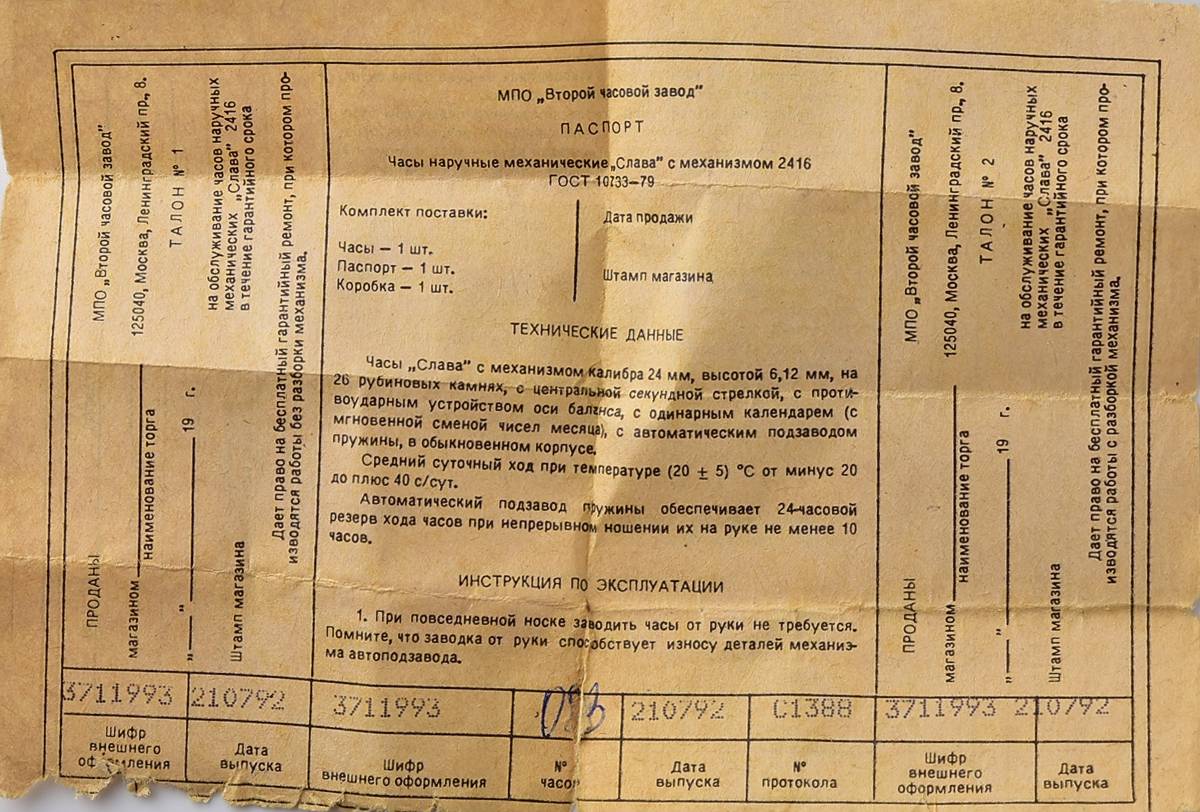 МПО „Второй часовой завод"
125040, Москва, Ленинградский пр., 8.
ТАЛОН № 1
на обслуживание часов наручных
механических „Слава" 2416
в течение гарантийного срока
Дает право на бесплатный гарантийный ремонт, при котором про-
изводятся работы без разборки механизма.
ПРОДАНЫ
магазином
наименование торга
„ " 19 г.
Штамп магазина
3711993 210792
Шифр
внешнего
оформления
Дата
выпуска
МПО „Второй часовой завод"
ПАСПОРТ
Часы наручные механические „Слава" с механизмом 2416
ГОСТ 10733—79
Комплект поставки:
Часы — 1 шт.
Паспорт — 1 шт.
Коробка — 1 шт.
Дата продажи
Штамп магазина
ТЕХНИЧЕСКИЕ ДАННЫЕ
Часы „Слава" с механизмом калибра 24 мм, высотой 6,12 мм, на
26 рубиновых камнях, с центральной секундной стрелкой, с проти-
воударным устройством оси баланса, с одинарным календарем (с
мгновенной сменой чисел месяца), с автоматическим подзаводом
пружины, в обыкновенном корпусе.
Средний суточный ход при температуре (20 ± 5) °С от минус 20
до плюс 40 с/сут.
Автоматический подзавод пружины обеспечивает 24-часовой
резерв хода часов при непрерывном ношении их на руке не менее 10
часов.
ИНСТРУКЦИЯ ПО ЭКСПЛУАТАЦИИ
1. При повседневной носке заводить часы от руки не требуется.
Помните, что заводка от руки способствует износу деталей механиз-
ма автоподзавода.
3711993 210792 С1388
Шифр
внешнего оформления
№
часов
Дата
выпуска
№
протокола
МПО „Второй часовой завод"
125040, Москва, Ленинградский пр., 8.
ТАЛОН № 2
на обслуживание часов наручных
механических „Слава" 2416
в течение гарантийного срока
Дает право на бесплатный гарантийный ремонт, при котором про-
изводятся работы с разборкой механизма.
ПРОДАНЫ
магазином
наименование торга
„ " 19 г.
Штамп магазина
3711993 210792
Шифр
внешнего
оформления
Дата
выпуска